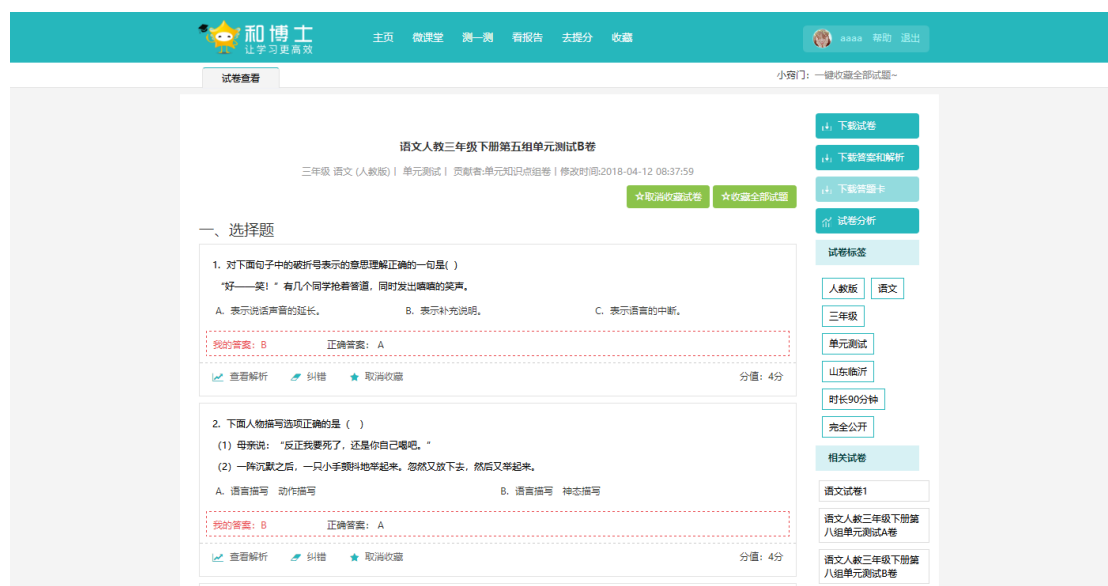 和博士
让学习更高效
主页 微课堂 测一测 看报告 去提分 收藏
aaaa 帮助 退出
试卷查看
小窍门：一键收藏全部试题~
语文人教三年级下册第五组单元测试B卷
三年级 语文 (人教版) | 单元测试 | 贡献者:单元知识点组卷 | 修改时间:2018-04-12 08:37:59
☆取消收藏试卷 ☆收藏全部试题
一、选择题
1. 对下面句子中的破折号表示的意思理解正确的一句是( )
“好——笑！”有几个同学抢着答道，同时发出嘻嘻的笑声。
A. 表示说话声音的延长。 B. 表示补充说明。 C. 表示语言的中断。
我的答案：B 正确答案： A
查看解析 纠错 取消收藏 分值：4分
2. 下面人物描写选项正确的是（ ）
(1) 母亲说：“反正我要死了，还是你自己喝吧。”
(2) 一阵沉默之后，一只小手颤抖地举起来。忽然又放下去，然后又举起来。
A. 语言描写 动作描写 B. 语言描写 神态描写
我的答案：B 正确答案： A
查看解析 纠错 取消收藏 分值：4分
下载试卷
下载答案和解析
下载答题卡
试卷分析
试卷标签
人教版 语文
三年级
单元测试
山东临沂
时长90分钟
完全公开
相关试卷
语文试卷1
语文人教三年级下册第
八组单元测试A卷
语文人教三年级下册第
八组单元测试B卷